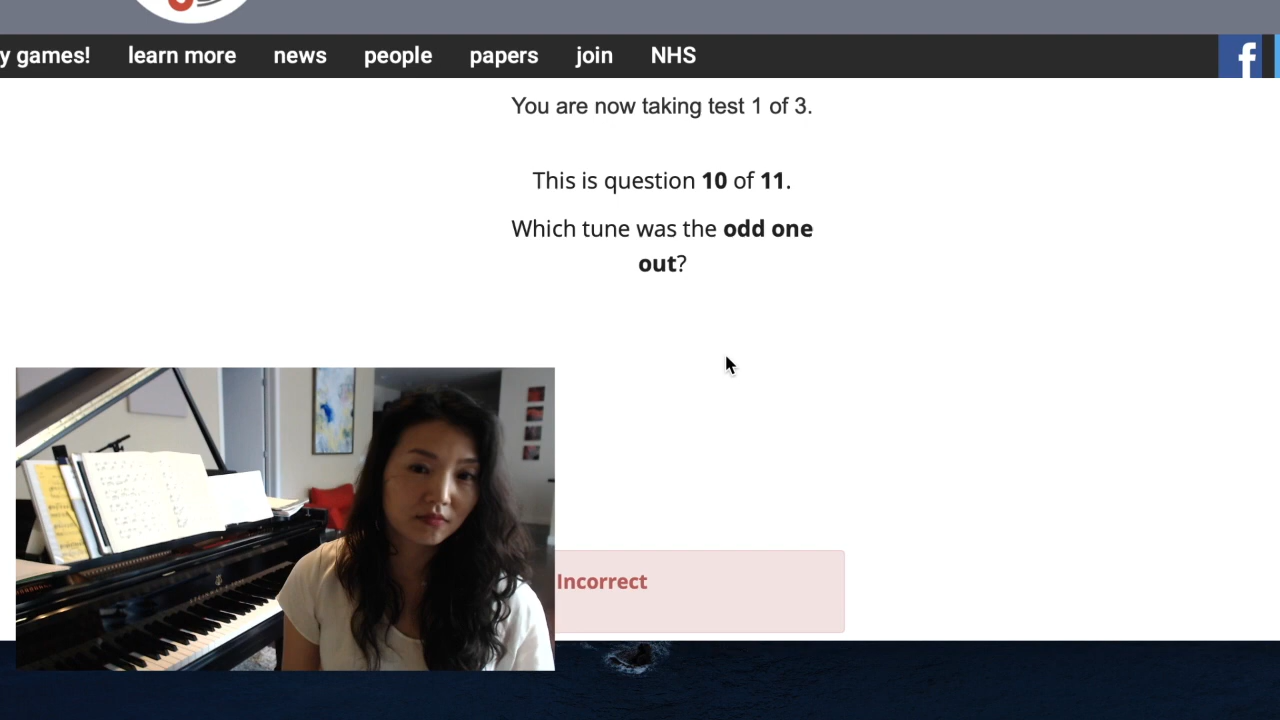 y games! learn more news people papers join NHS
f
You are now taking test 1 of 3.
This is question 10 of 11.
Which tune was the odd one
out?
Incorrect